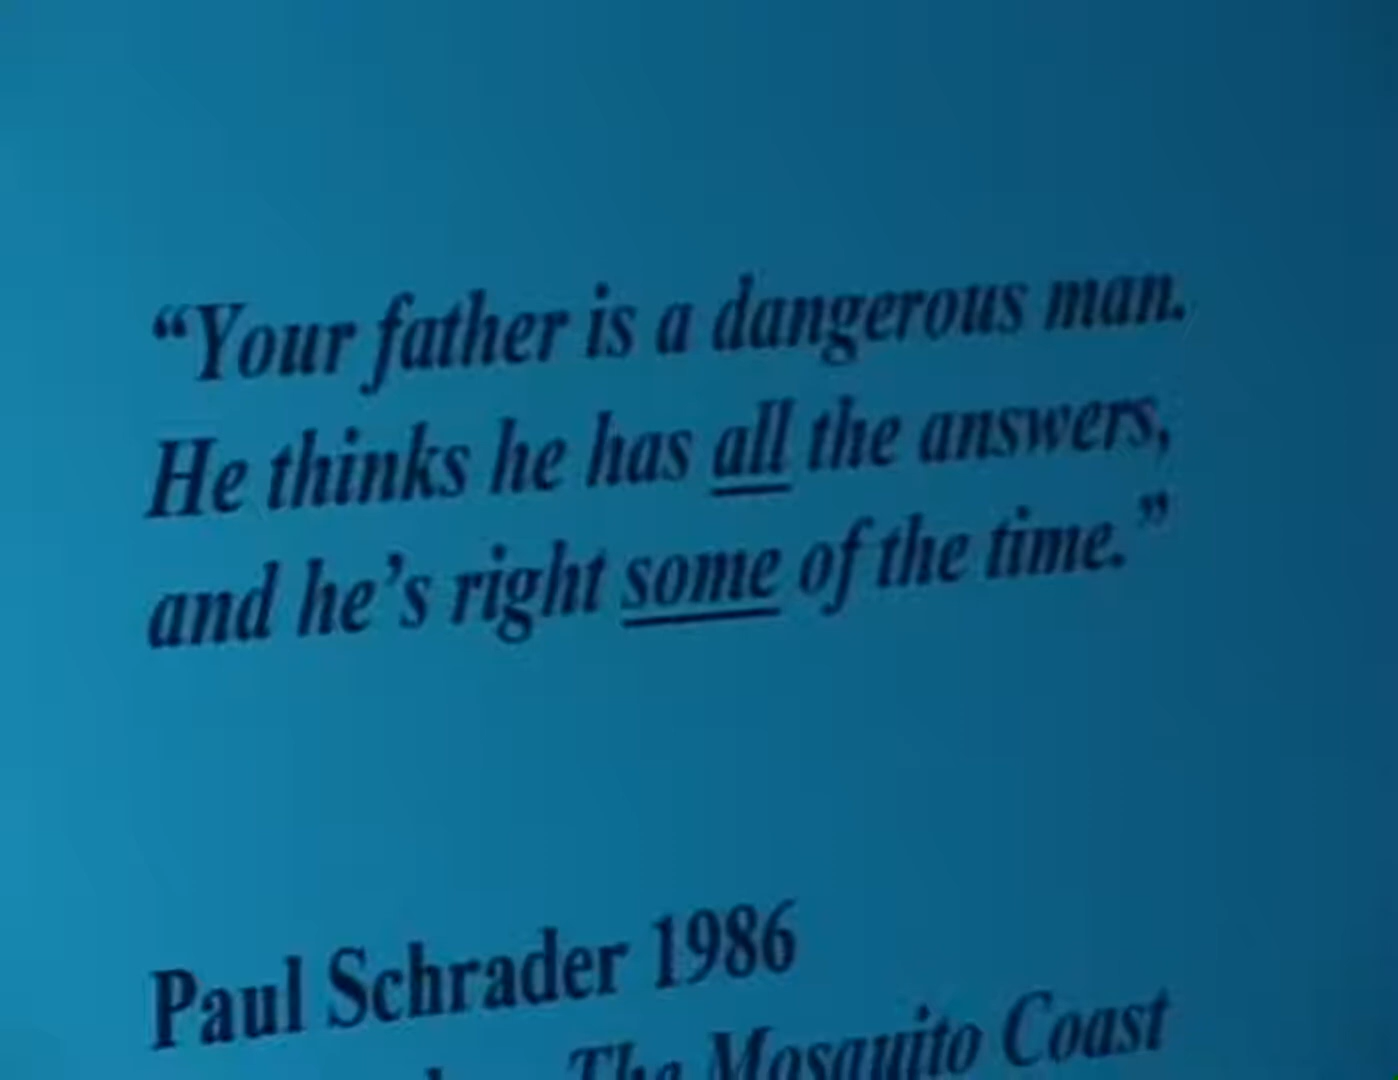 “Your father is a dangerous man.
He thinks he has all the answers,
and he’s right some of the time.”
Paul Schrader 1986
The Mosquito Coast